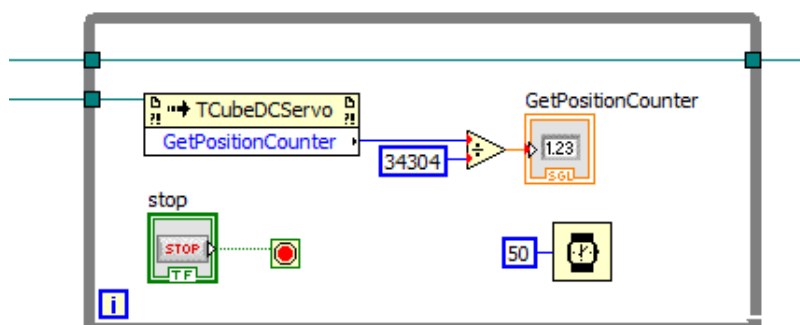 TCubeDCServo
GetPositionCounter
GetPositionCounter
34304
1.23
SGL
stop
STOP
TF
50
i